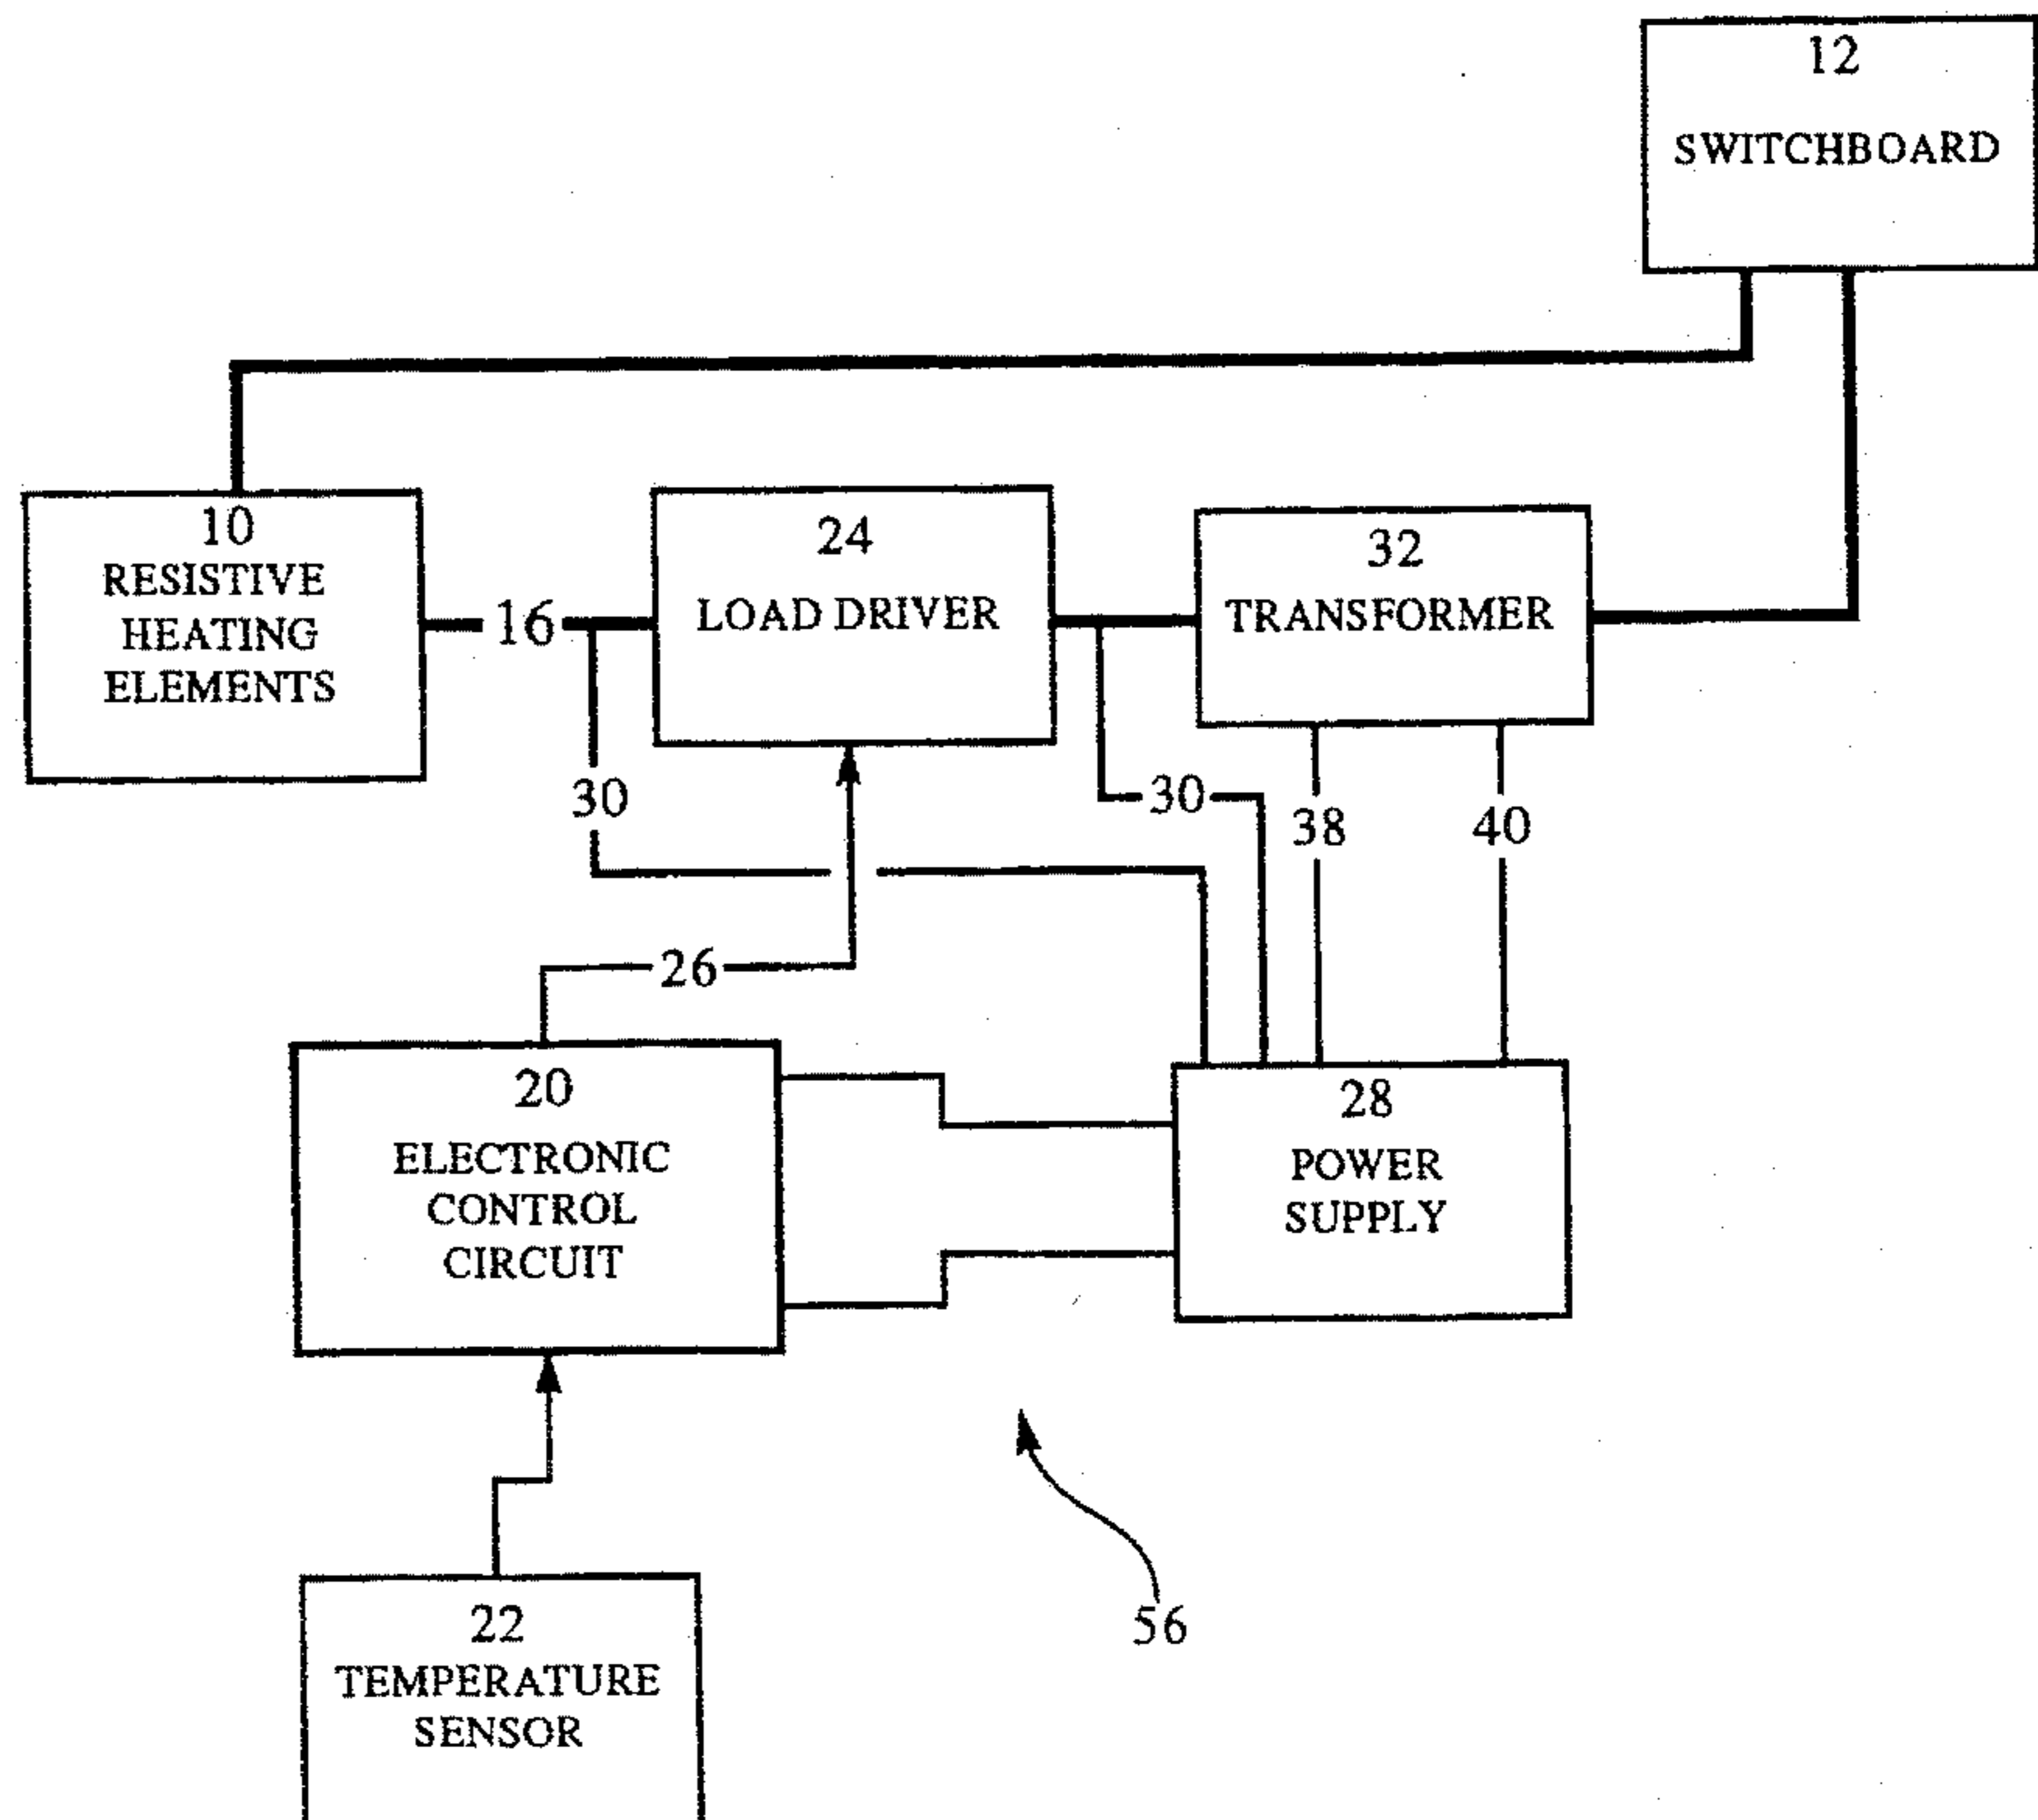 12
SWITCHBOARD
10
RESISTIVE
HEATING
ELEMENTS
16
24
LOAD DRIVER
32
TRANSFORMER
30
30
38
40
26
20
ELECTRONIC
CONTROL
CIRCUIT
28
POWER
SUPPLY
22
TEMPERATURE
SENSOR
56